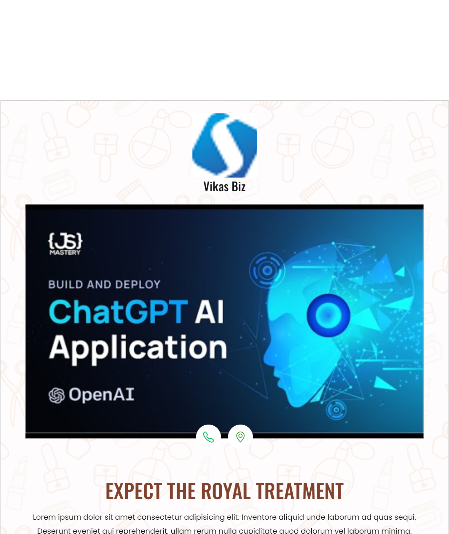 Vikas Biz
{JS}
MASTERY
BUILD AND DEPLOY
ChatGPT AI
Application
OpenAI
EXPECT THE ROYAL TREATMENT
Lorem ipsum dolor sit amet consectetur adipisicing elit. Inventore aliquid unde laborum ad quas sequi.
Deserunt eveniet aui reprehenderit, ullam rerum nulla cupiditate quod dolorum vel laborum minima.